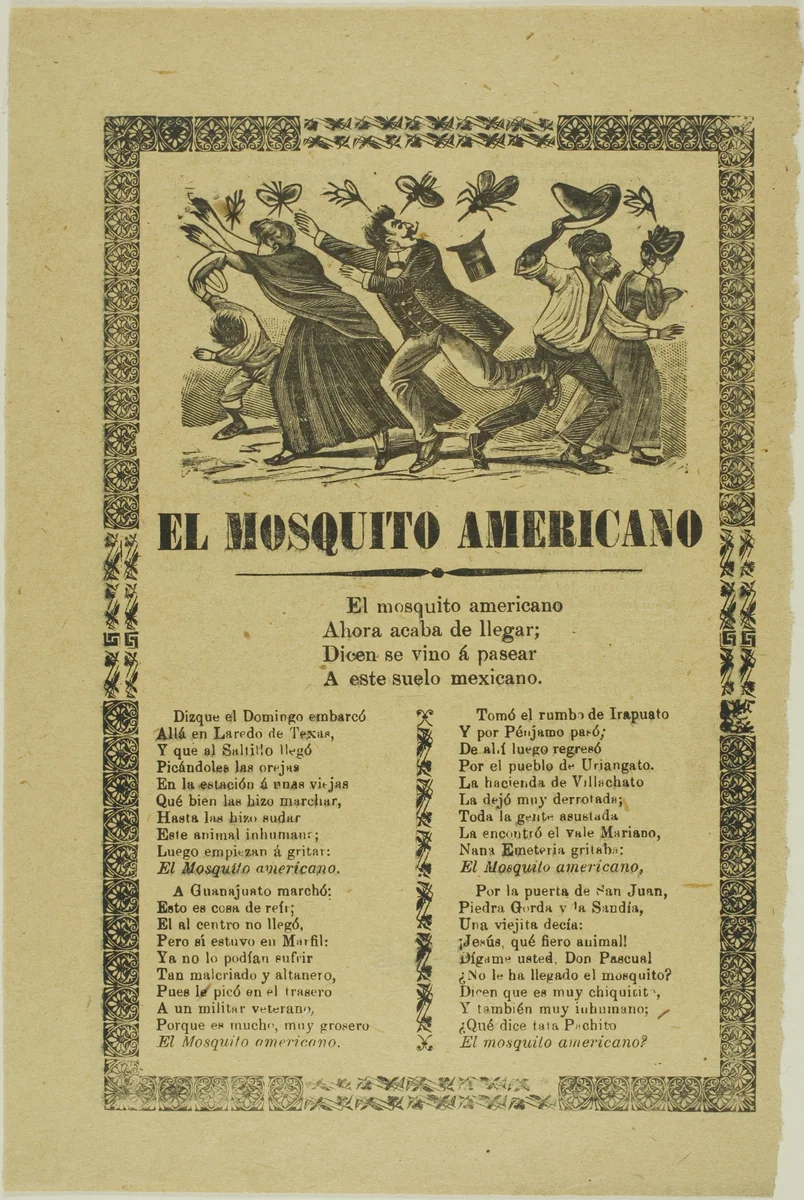 EL MOSQUITO AMERICANO
El mosquito americano
Ahora acaba de llegar;
Dicen se vino á pasear
A este suelo mexicano.
Dizque el Domingo embarcó
Allá en Laredo de Texas,
Y que al Saltillo llegó
Picándoles las orejas
En la estación á unas viejas
Qué bien las hizo marchar,
Hasta las hizo sudar
Este animal inhumano;
Luego empiezan á gritar:
El Mosquito americano.
A Guanajuato marchó:
Esto es cosa de reír;
El al centro no llegó,
Pero sí estuvo en Marfil:
Ya no lo podían sufrir
Tan malcriado y altanero,
Pues le picó en el trasero
A un militar veterano,
Porque es mucho, muy grosero
El Mosquito americano.
Tomó el rumbo de Irapuato
Y por Pénjamo pasó;
De ahí luego regresó
Por el pueblo de Uriangato.
La hacienda de Villachato
La dejó muy derrotada;
Toda la gente asustada
La encontró el vale Mariano,
Nana Emeteria gritaba:
El Mosquito americano,
Por la puerta de San Juan,
Piedra Gorda y la Sandía,
Una viejita decía:
¡Jesús, qué fiero animal!
Dígame usted, Don Pascual
¿No le ha llegado el mosquito?
Dicen que es muy chiquitito,
Y también muy inhumano;
¿Qué dice tata Pachito
El mosquito americano?